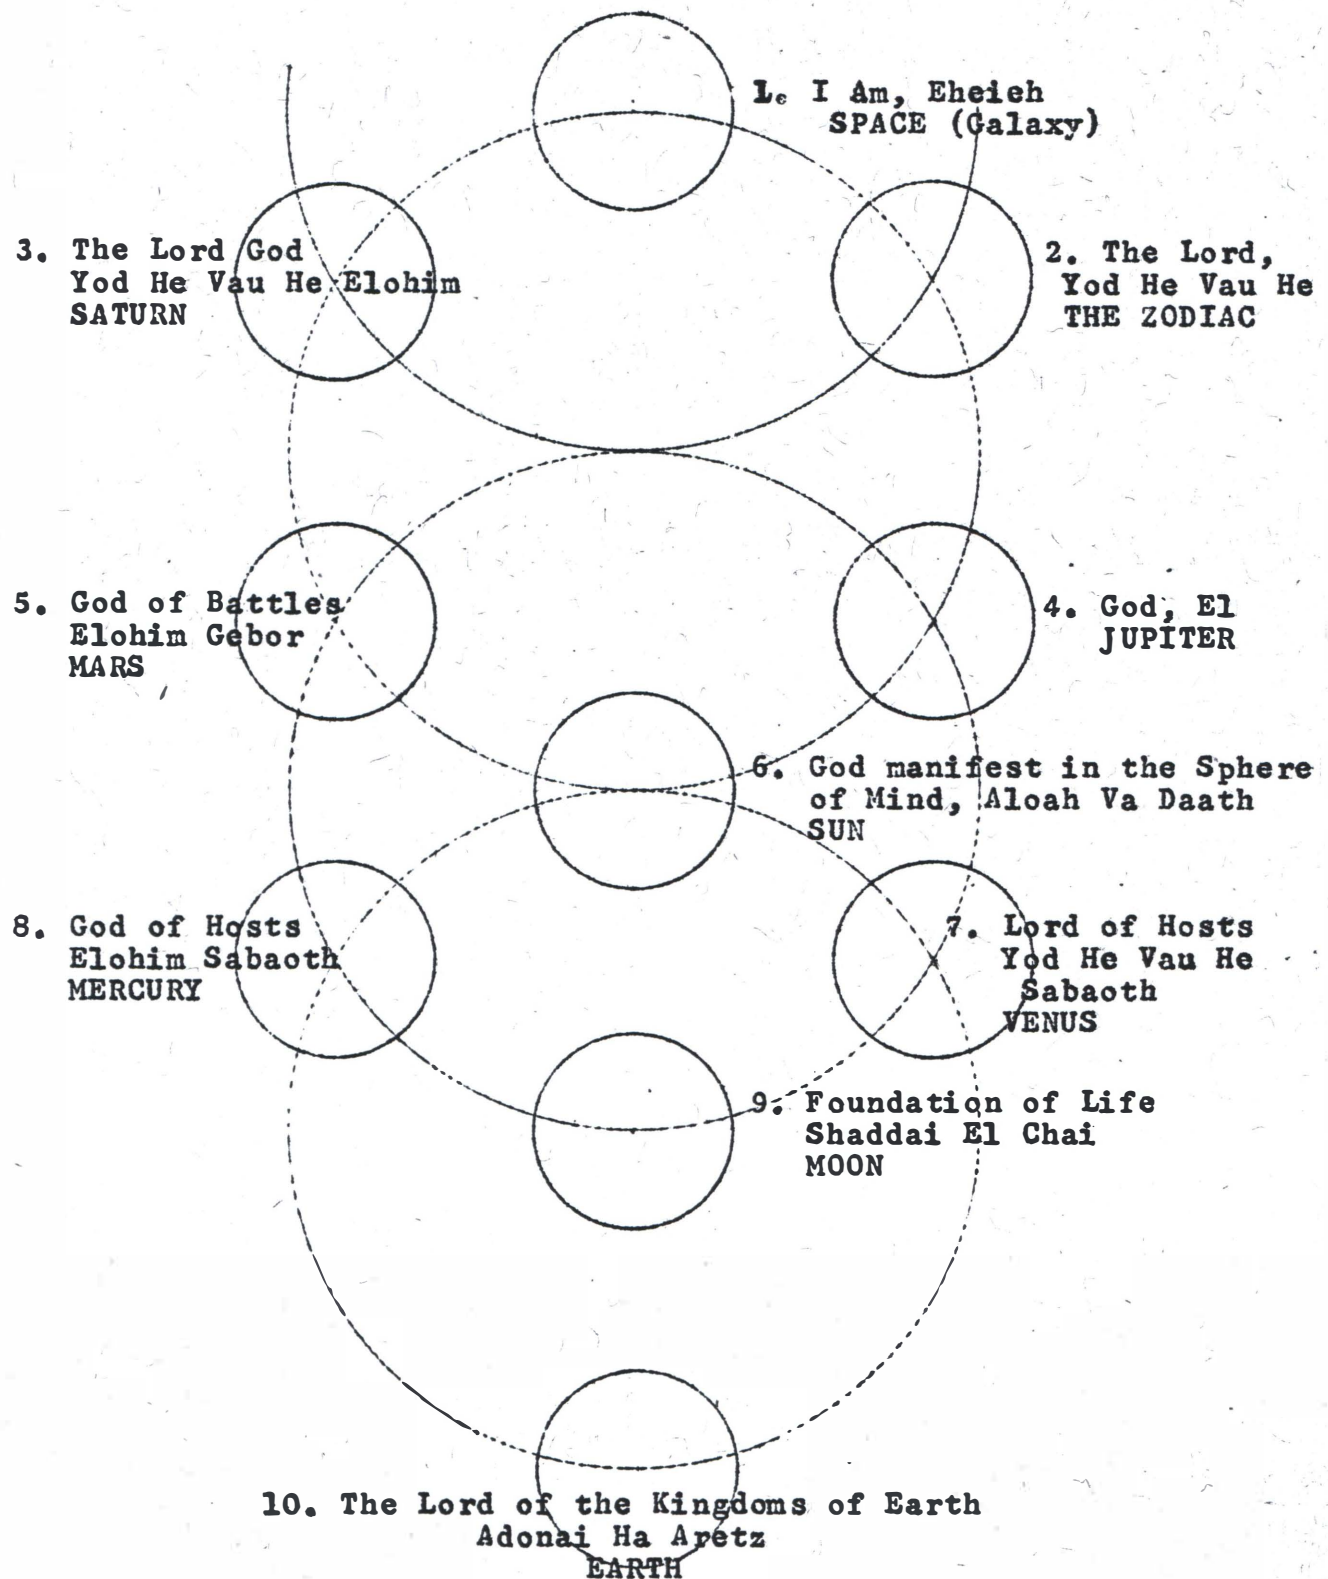 1. I Am, Eheieh
SPACE (Galaxy)
3. The Lord God
Yod He Vau He Elohim
SATURN
2. The Lord,
Yod He Vau He
THE ZODIAC
5. God of Battles
Elohim Gebor
MARS
4. God, El
JUPITER
6. God manifest in the Sphere
of Mind, Aloah Va Daath
SUN
8. God of Hosts
Elohim Sabaoth
MERCURY
7. Lord of Hosts
Yod He Vau He
Sabaoth
VENUS
9. Foundation of Life
Shaddai El Chai
MOON
10. The Lord of the Kingdoms of Earth
Adonai Ha Aretz
EARTH